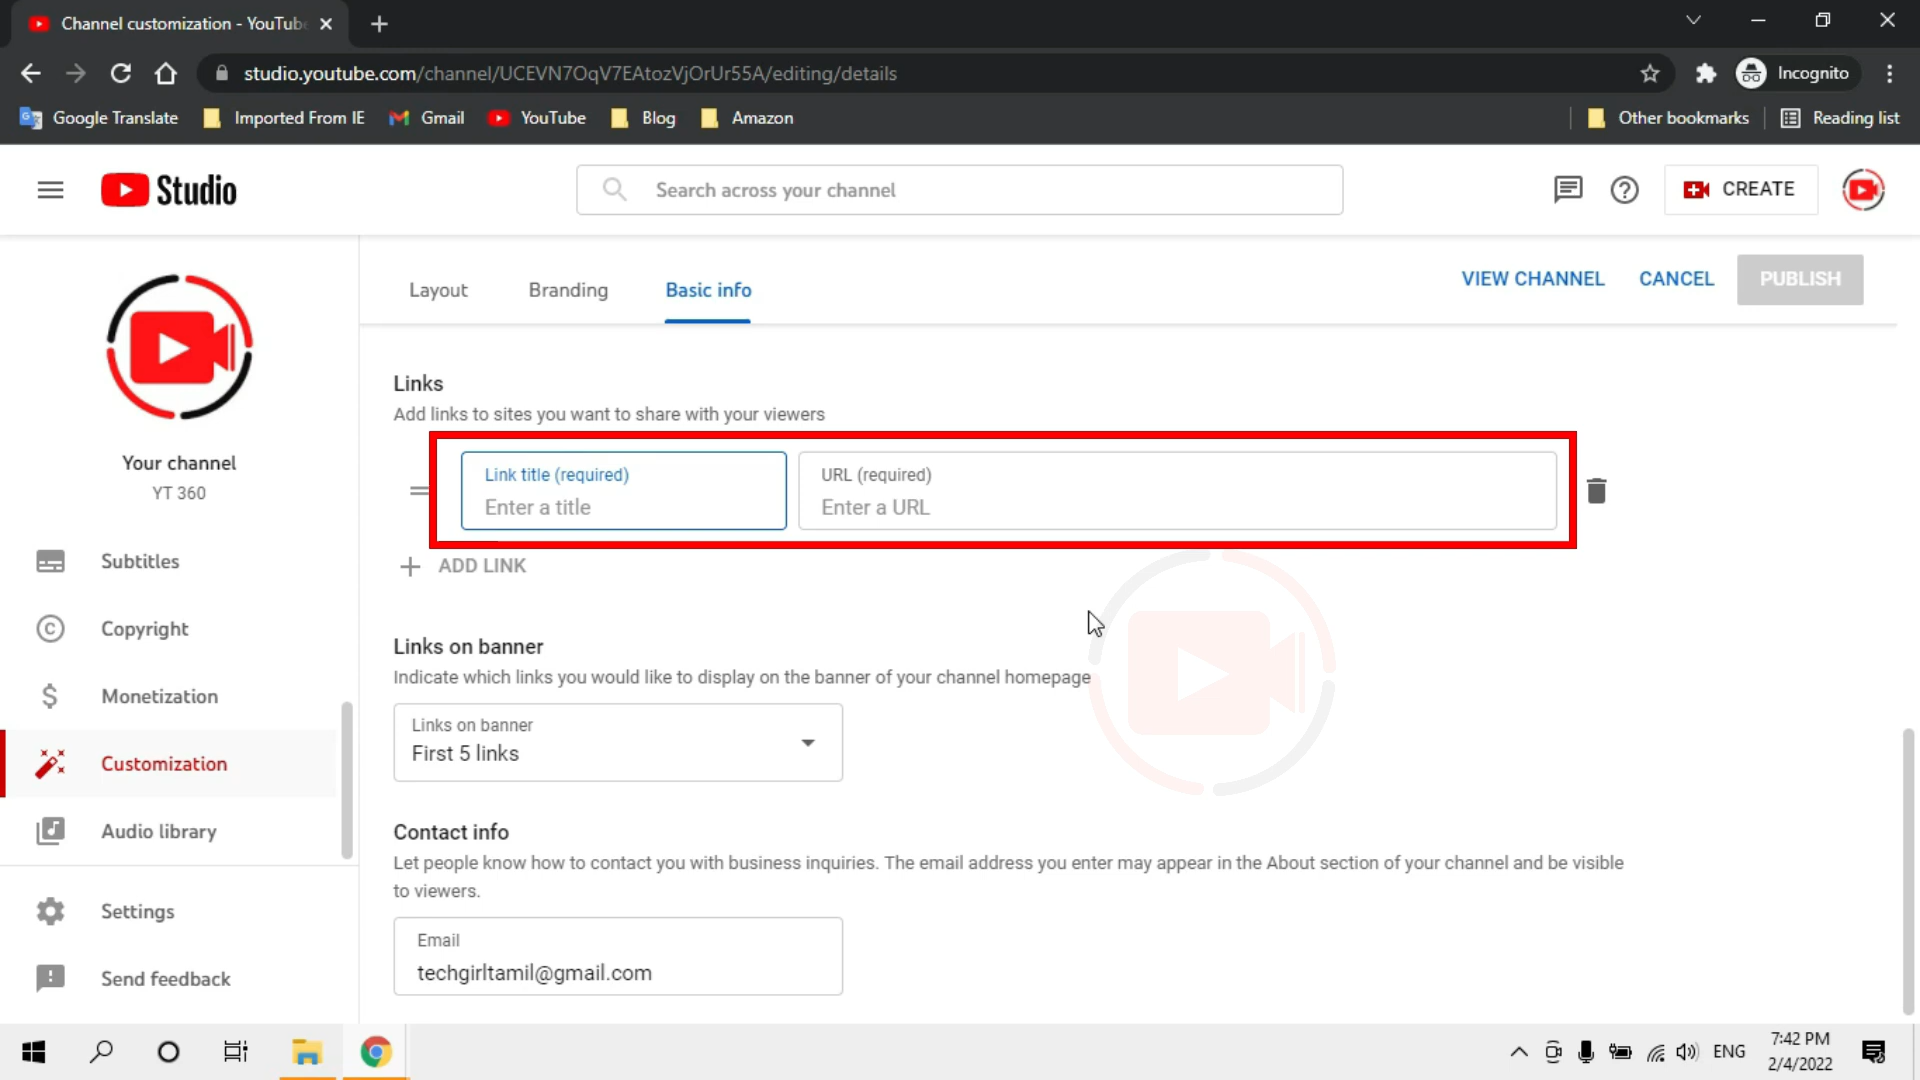 Channel customization - YouTube
studio.youtube.com/channel/UCEVN7OqV7EAtozVjOrUr55A/editing/details
Incognito
Google Translate
Imported From IE
Gmail
YouTube
Blog
Amazon
Other bookmarks
Reading list
Studio
Search across your channel
CREATE
Layout
Branding
Basic info
VIEW CHANNEL
CANCEL
PUBLISH
Your channel
YT 360
Subtitles
Copyright
Monetization
Customization
Audio library
Settings
Send feedback
Links
Add links to sites you want to share with your viewers
Link title (required)
Enter a title
URL (required)
Enter a URL
ADD LINK
Links on banner
Indicate which links you would like to display on the banner of your channel homepage
Links on banner
First 5 links
Contact info
Let people know how to contact you with business inquiries. The email address you enter may appear in the About section of your channel and be visible
to viewers.
Email
techgirltamil@gmail.com
ENG
7:42 PM
2/4/2022